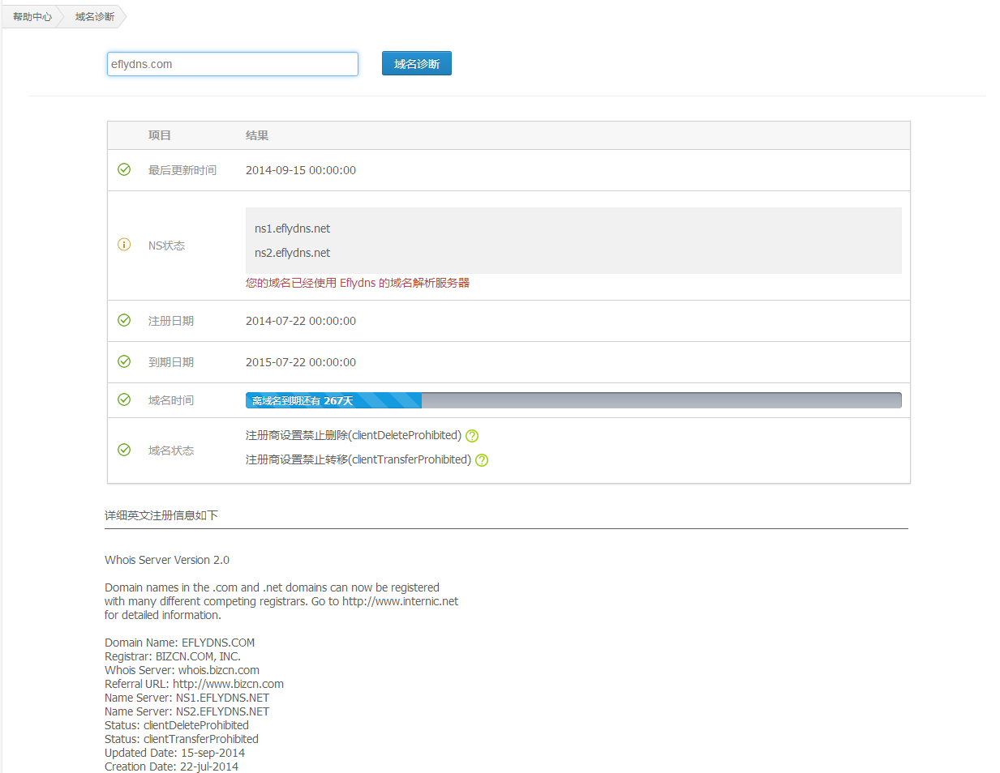 帮助中心 域名诊断
eflydns.com 域名诊断
项目 结果
最后更新时间 2014-09-15 00:00:00
ns1.eflydns.net
NS状态
ns2.eflydns.net
您的域名已经使用 Eflydns 的域名解析服务器
注册日期 2014-07-22 00:00:00
到期日期 2015-07-22 00:00:00
域名时间 离域名到期还有 267天
注册商设置禁止删除(clientDeleteProhibited)
域名状态
注册商设置禁止转移(clientTransferProhibited)
详细英文注册信息如下
Whois Server Version 2.0
Domain names in the .com and .net domains can now be registered
with many different competing registrars. Go to http://www.internic.net
for detailed information.
Domain Name: EFLYDNS.COM
Registrar: BIZCN.COM, INC.
Whois Server: whois.bizcn.com
Referral URL: http://www.bizcn.com
Name Server: NS1.EFLYDNS.NET
Name Server: NS2.EFLYDNS.NET
Status: clientDeleteProhibited
Status: clientTransferProhibited
Updated Date: 15-sep-2014
Creation Date: 22-jul-2014